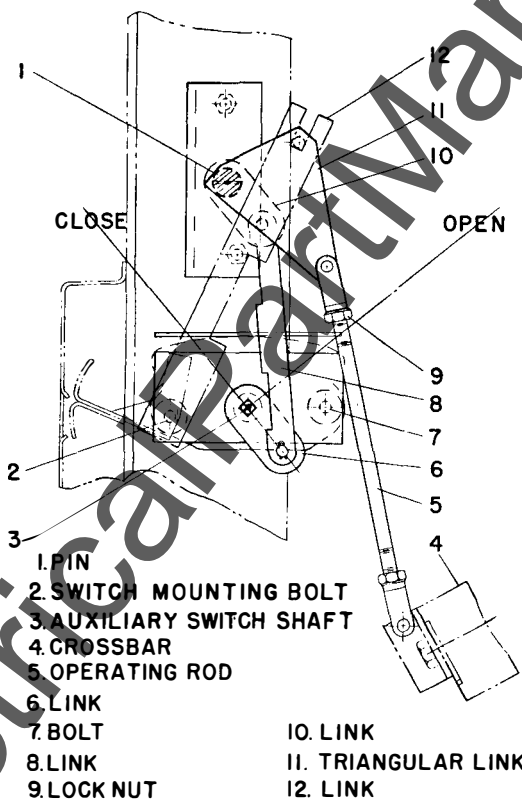 1
12
11
10
CLOSE
OPEN
9
8
7
2
6
5
3
4
1. PIN
2. SWITCH MOUNTING BOLT
3. AUXILIARY SWITCH SHAFT
4. CROSSBAR
5. OPERATING ROD
6. LINK
7. BOLT
8. LINK
9. LOCK NUT
10. LINK
11. TRIANGULAR LINK
12. LINK
ctricalPartMa